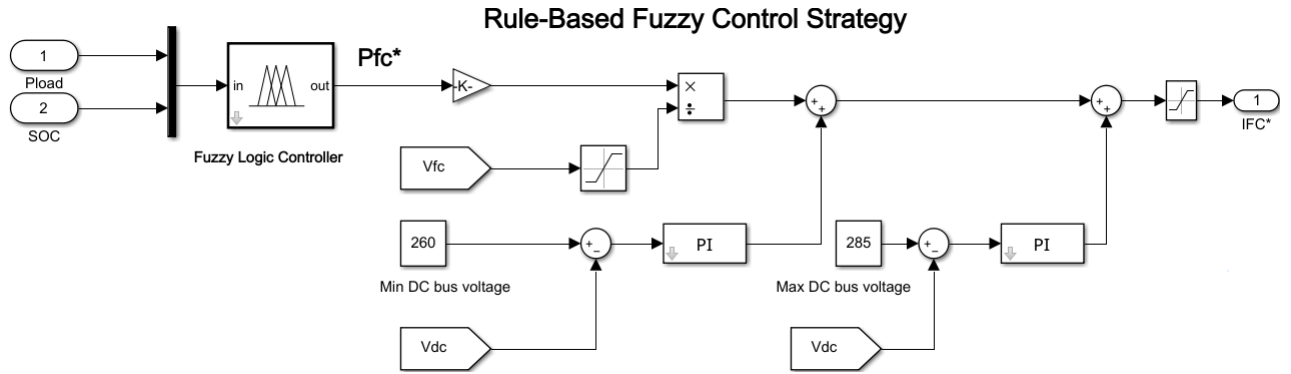 Rule-Based Fuzzy Control Strategy
1
Pload
2
SOC
in
out
Fuzzy Logic Controller
Pfc*
-K-
×
÷
Vfc
+
+
+
+
1
IFC*
260
Min DC bus voltage
+
−
PI
Vdc
285
Max DC bus voltage
+
−
PI
Vdc